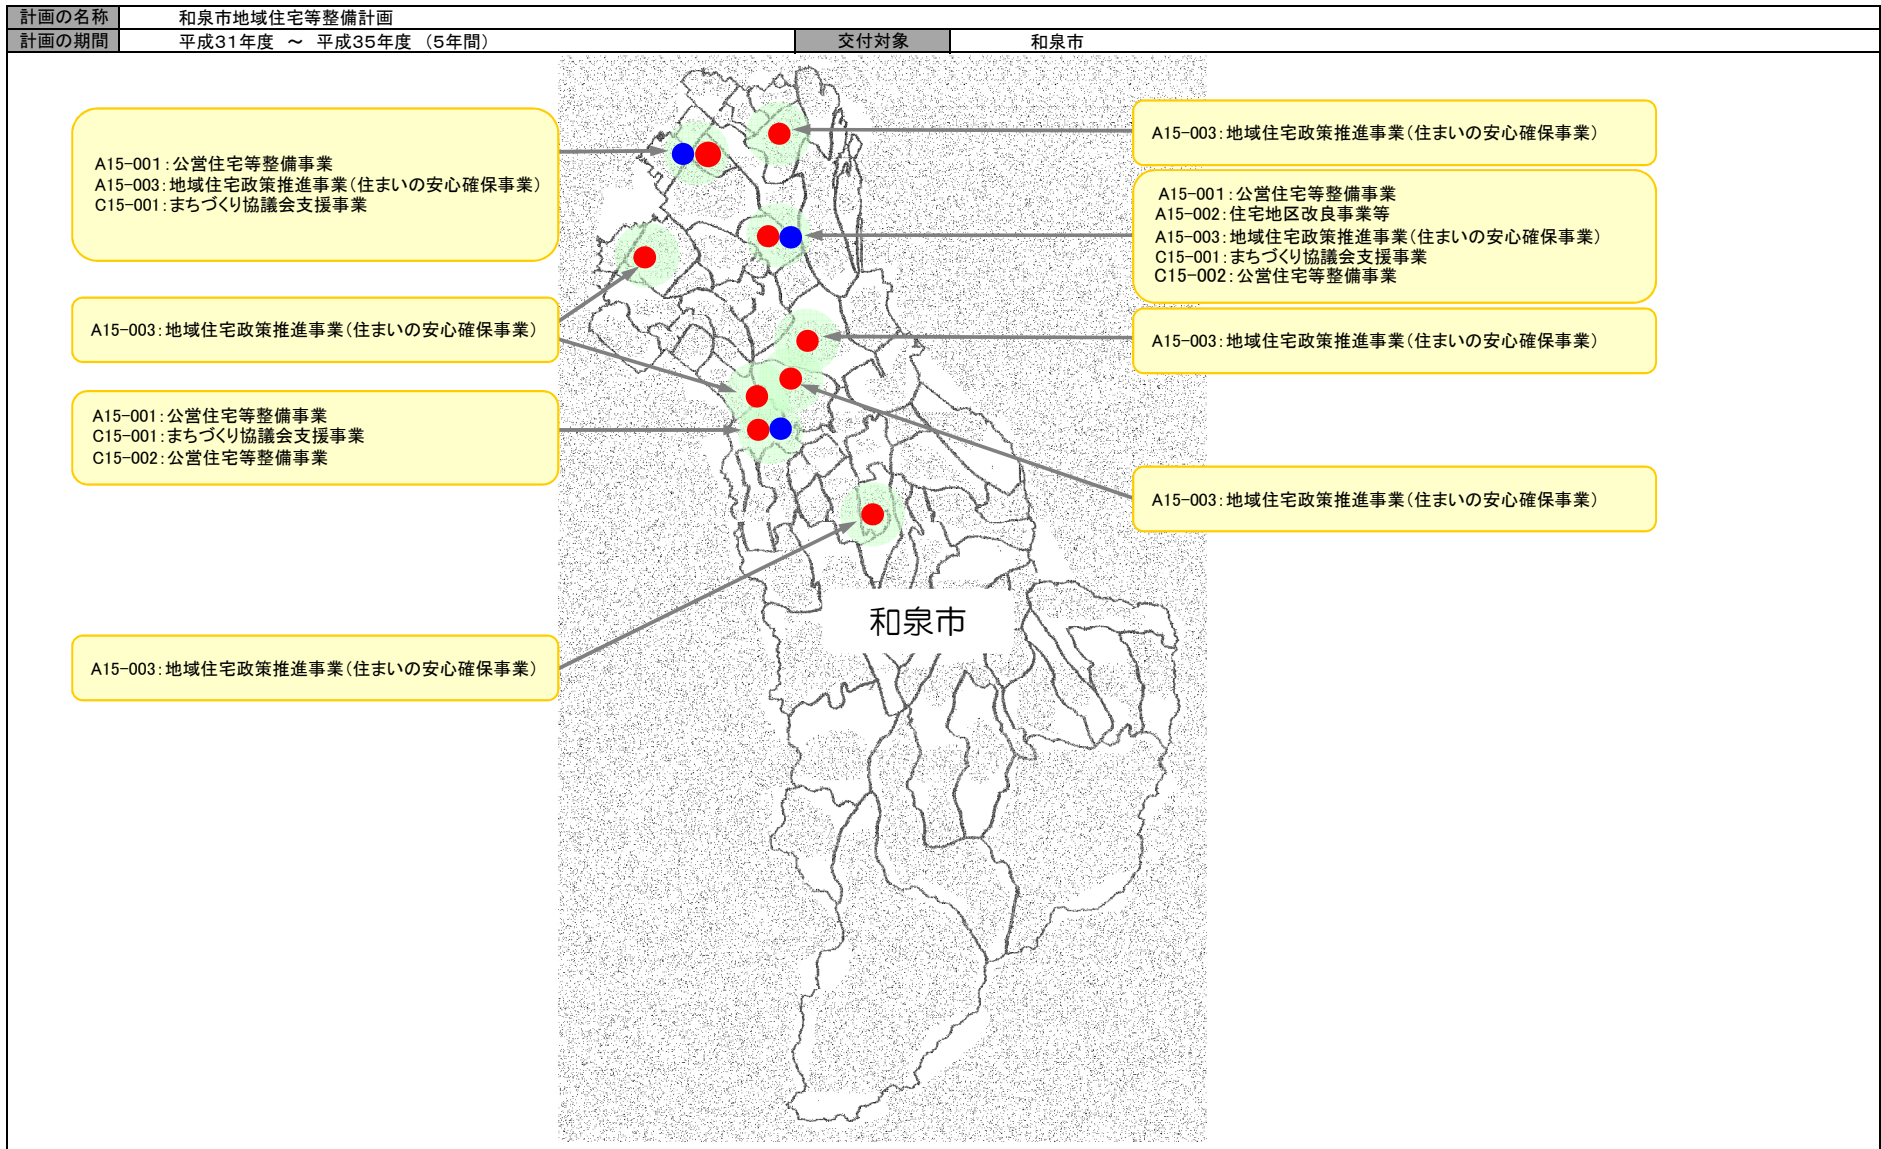 計画の名称 和泉市地域住宅等整備計画
計画の期間 平成31年度 ～ 平成35年度 （5年間） 交付対象 和泉市
A15-001：公営住宅等整備事業
A15-003：地域住宅政策推進事業（住まいの安心確保事業）
C15-001：まちづくり協議会支援事業
A15-003：地域住宅政策推進事業（住まいの安心確保事業）
A15-001：公営住宅等整備事業
C15-001：まちづくり協議会支援事業
C15-002：公営住宅等整備事業
A15-003：地域住宅政策推進事業（住まいの安心確保事業）
A15-003：地域住宅政策推進事業（住まいの安心確保事業）
A15-001：公営住宅等整備事業
A15-002：住宅地区改良事業等
A15-003：地域住宅政策推進事業（住まいの安心確保事業）
C15-001：まちづくり協議会支援事業
C15-002：公営住宅等整備事業
A15-003：地域住宅政策推進事業（住まいの安心確保事業）
A15-003：地域住宅政策推進事業（住まいの安心確保事業）
和泉市